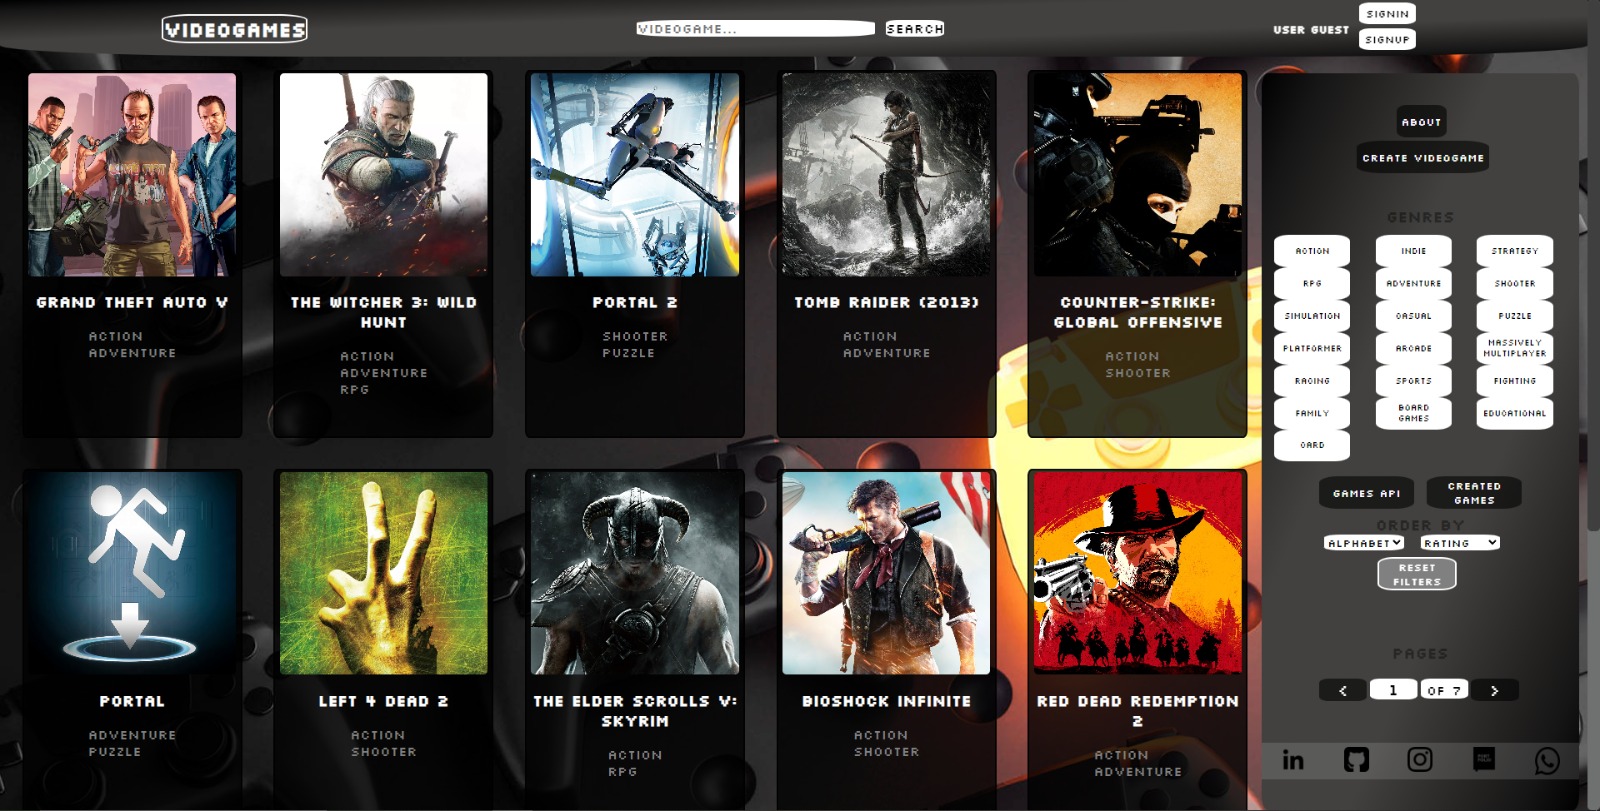 VIDEOGAMES
VIDEOGAME...
SEARCH
USER GUEST
SIGNIN
SIGNUP
GRAND THEFT AUTO V
ACTION
ADVENTURE
THE WITCHER 3: WILD
HUNT
ACTION
ADVENTURE
RPG
PORTAL 2
SHOOTER
PUZZLE
TOMB RAIDER (2013)
ACTION
ADVENTURE
COUNTER-STRIKE:
GLOBAL OFFENSIVE
ACTION
SHOOTER
PORTAL
ADVENTURE
PUZZLE
LEFT 4 DEAD 2
ACTION
SHOOTER
THE ELDER SCROLLS V:
SKYRIM
ACTION
RPG
BIOSHOCK INFINITE
ACTION
SHOOTER
RED DEAD REDEMPTION
2
ACTION
ADVENTURE
ABOUT
CREATE VIDEOGAME
GENRES
ACTION
INDIE
STRATEGY
RPG
ADVENTURE
SHOOTER
SIMULATION
CASUAL
PUZZLE
PLATFORMER
ARCADE
MASSIVELY
MULTIPLAYER
RACING
SPORTS
FIGHTING
FAMILY
BOARD
GAMES
EDUCATIONAL
CARD
GAMES API
CREATED
GAMES
ORDER BY
ALPHABET
RATING
RESET
FILTERS
PAGES
<
1
OF 7
>
in